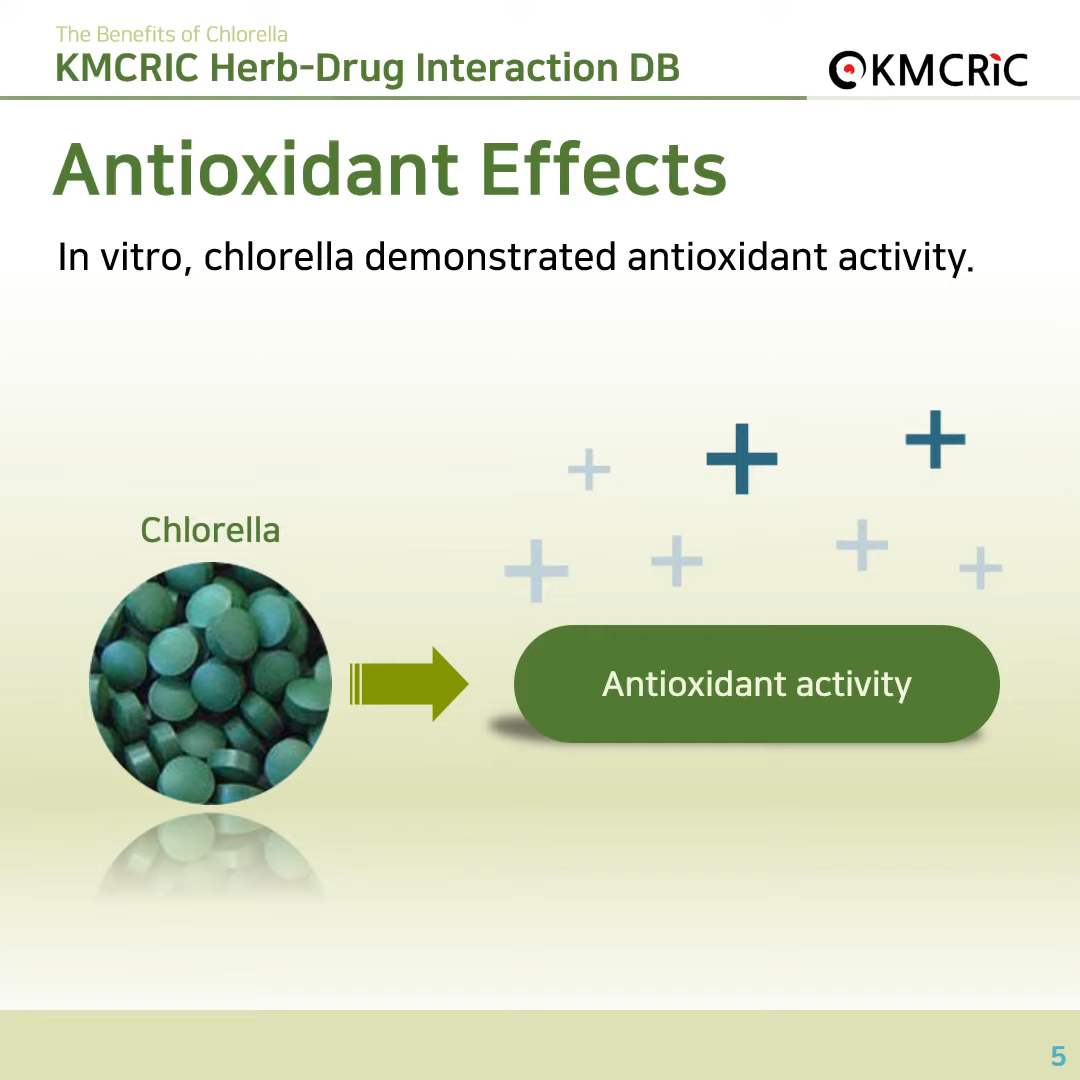 The Benefits of Chlorella
KMCRIC Herb-Drug Interaction DB
KMCRiC
Antioxidant Effects
In vitro, chlorella demonstrated antioxidant activity.
Chlorella
Antioxidant activity
5